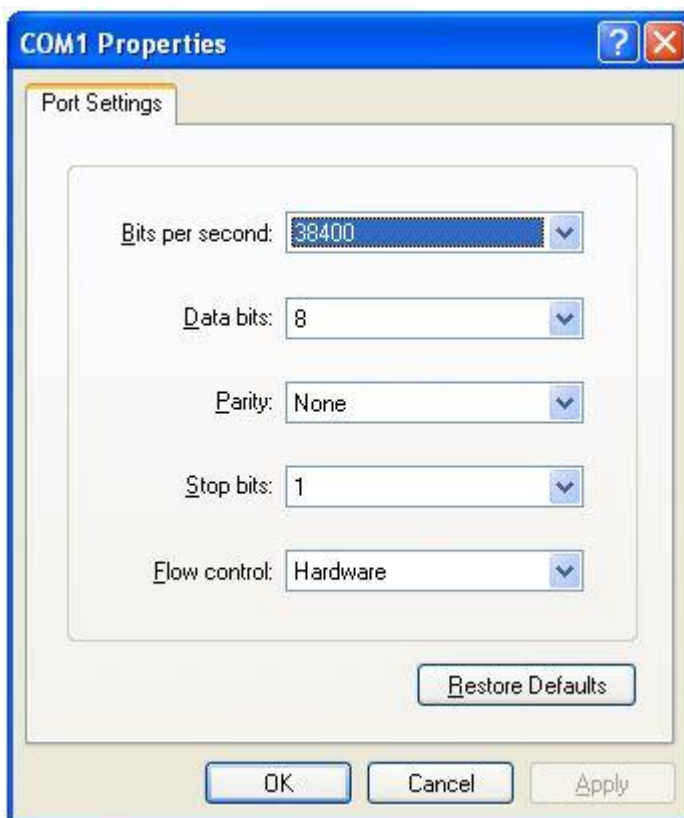 COM1 Properties
Port Settings
Bits per second: 38400
Data bits: 8
Parity: None
Stop bits: 1
Flow control: Hardware
Restore Defaults
OK Cancel Apply